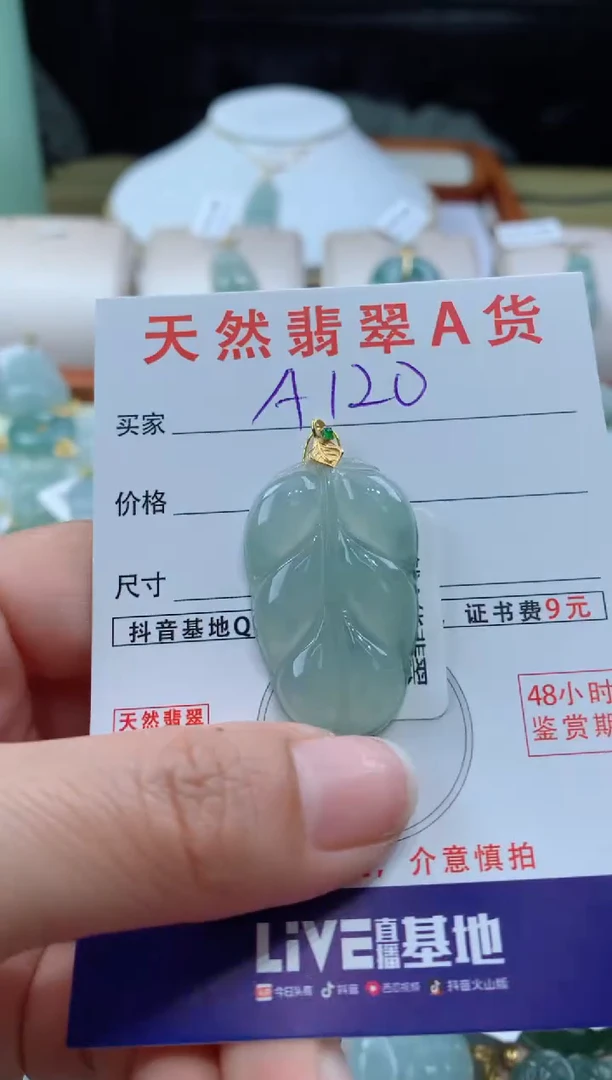 天然翡翠A货
A120
买家
价格
尺寸
抖音基地Q
证书费9元
天然翡翠
48小时
鉴赏期
介意慎拍
LiVE直播基地
今日头条 抖音 西瓜视频 抖音火山版